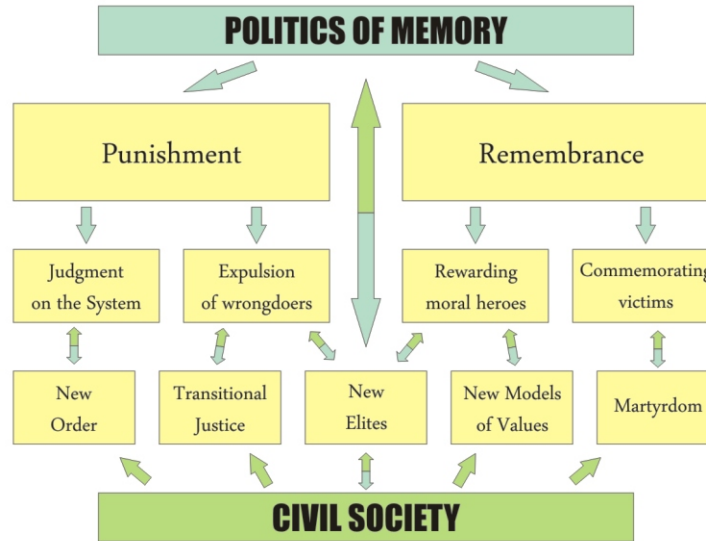 POLITICS OF MEMORY
Punishment
Remembrance
Judgment
on the System
Expulsion
of wrongdoers
Rewarding
moral heroes
Commemorating
victims
New
Order
Transitional
Justice
New
Elites
New Models
of Values
Martyrdom
CIVIL SOCIETY